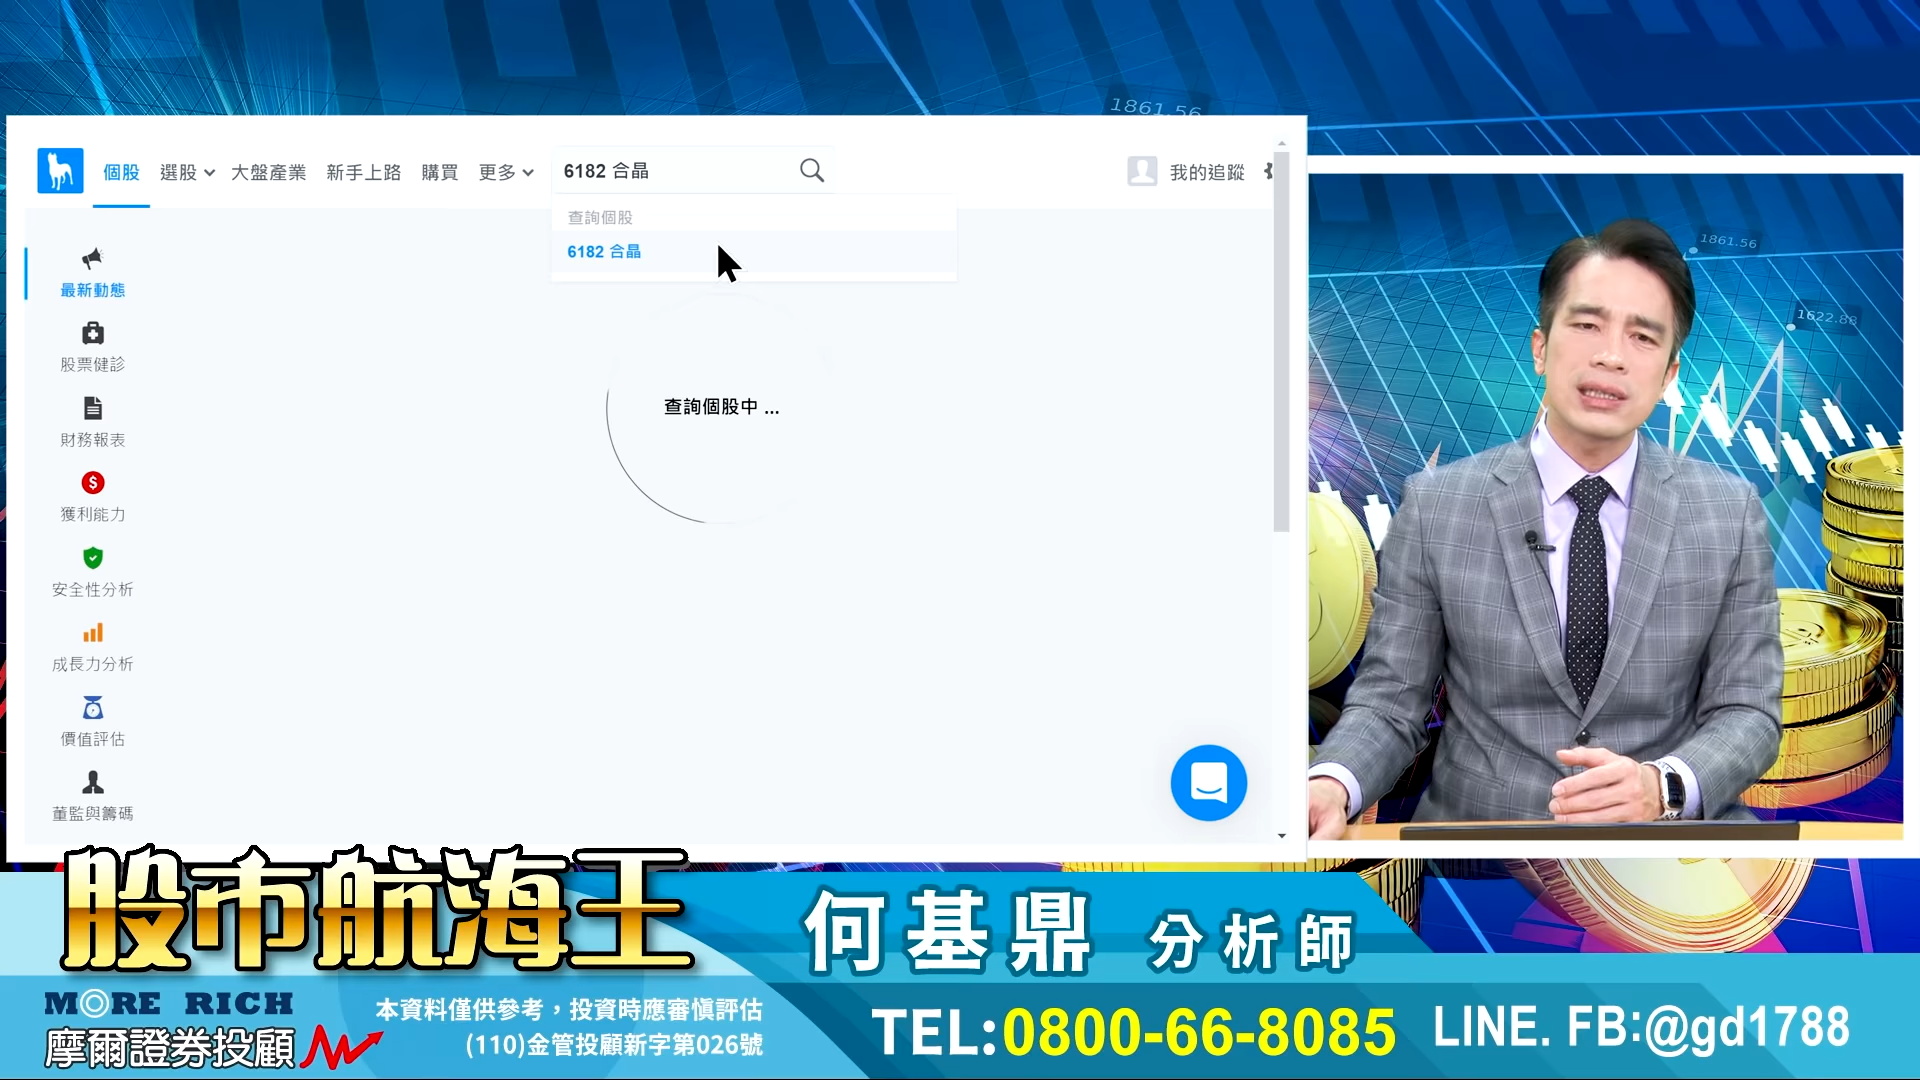 1861.56
個股 選股 大盤產業 新手上路 購買 更多 6182 合晶 我的追蹤
查詢個股
6182 合晶
最新動態
股票健診
財務報表
獲利能力
安全性分析
成長力分析
價值評估
董監與籌碼
查詢個股中 ...
1861.56
1622.88
股市航海王
何基鼎 分析師
MORE RICH
摩爾證券投顧
本資料僅供參考，投資時應審慎評估
(110)金管投顧新字第026號
TEL:0800-66-8085
LINE. FB:@gd1788